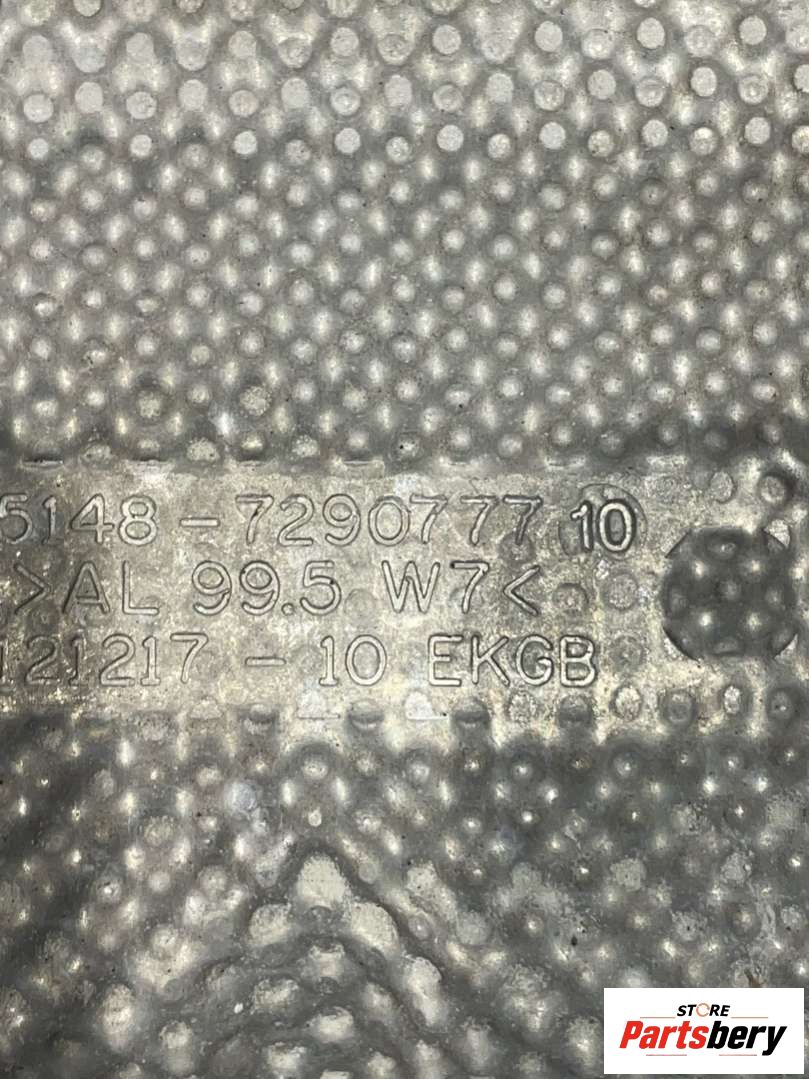 5148-7290777 10
>AL 99.5 W7<
121217-10 EKGB
STORE
Partsbery